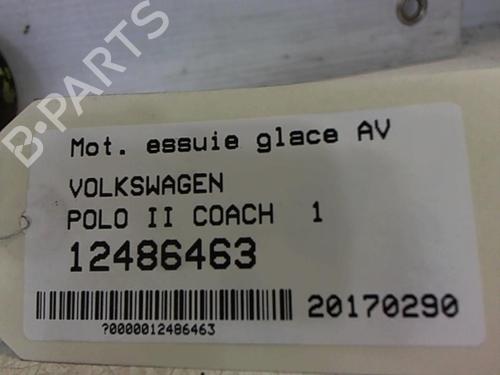 B-PARTS
Mot. essuie glace AV
VOLKSWAGEN
POLO II COACH 1
12486463
20170290
?0000012486463